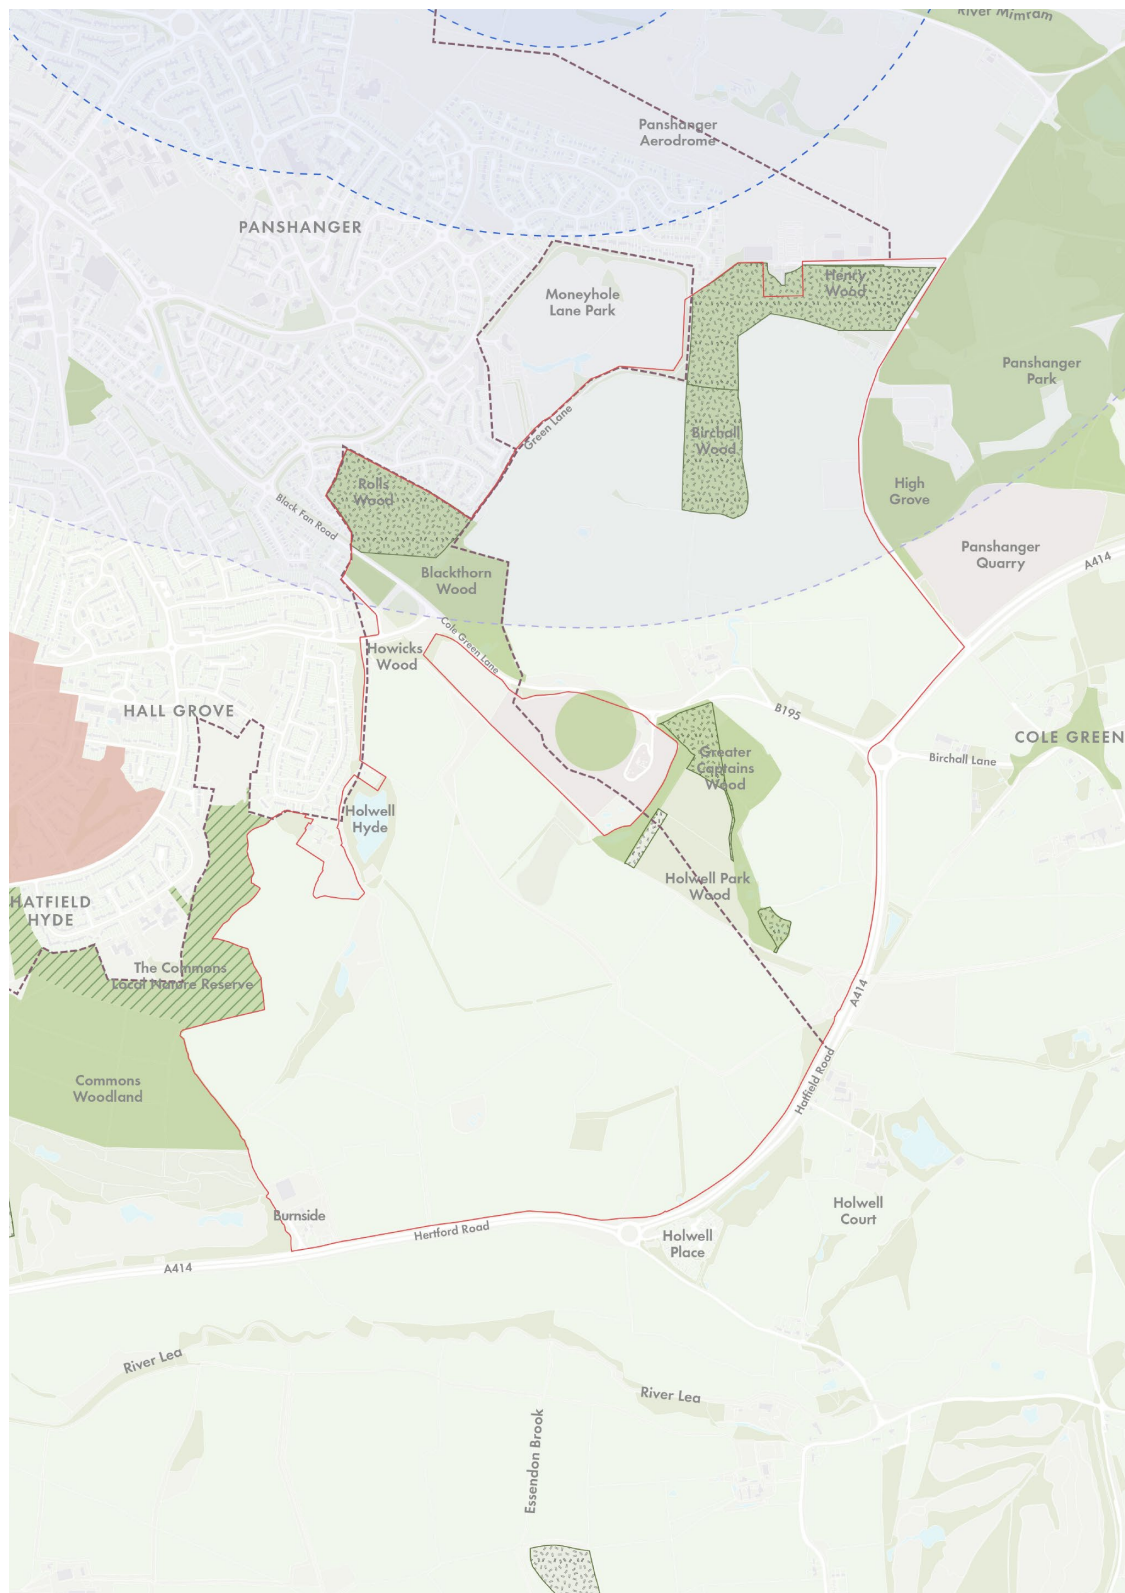 River Mimram
Panshanger
Aerodrome
PANSHANGER
Henry
Wood
Moneyhole
Lane Park
Panshanger
Park
Green Lane
Birchall
Wood
Rolls
Wood
High
Grove
Black Fan Road
Panshanger
Quarry
A414
Blackthorn
Wood
Cole Green Lane
Howicks
Wood
HALL GROVE
B195
COLE GREEN
Greater
Captains
Wood
Birchall Lane
Holwell
Hyde
Holwell Park
Wood
HATFIELD
HYDE
The Commons
Local Nature Reserve
A414
Hatfield Road
Commons
Woodland
Holwell
Court
Burnside
Hertford Road
Holwell
Place
A414
River Lea
River Lea
Essendon Brook